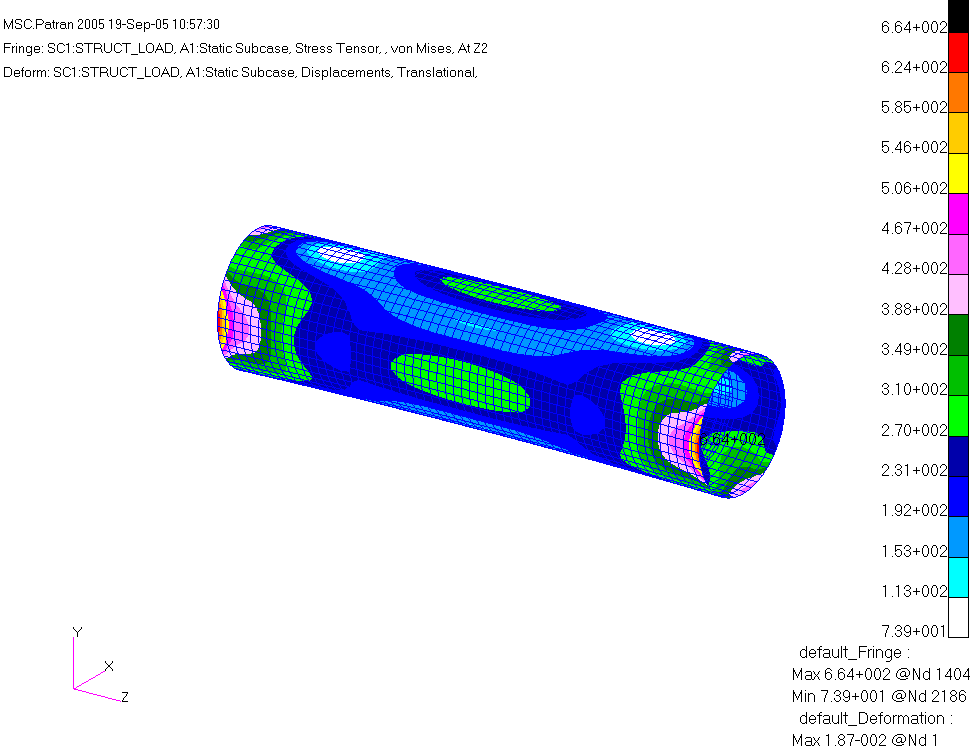 MSC.Patran 2005 19-Sep-05 10:57:30
Fringe: SC1:STRUCT_LOAD, A1:Static Subcase, Stress Tensor, , von Mises, At Z2
Deform: SC1:STRUCT_LOAD, A1:Static Subcase, Displacements, Translational,
6.64+002
6.24+002
5.85+002
5.46+002
5.06+002
4.67+002
4.28+002
3.88+002
3.49+002
3.10+002
2.70+002
2.31+002
1.92+002
1.53+002
1.13+002
7.39+001
default_Fringe :
Max 6.64+002 @Nd 1404
Min 7.39+001 @Nd 2186
default_Deformation :
Max 1.87-002 @Nd 1
Y
X
Z